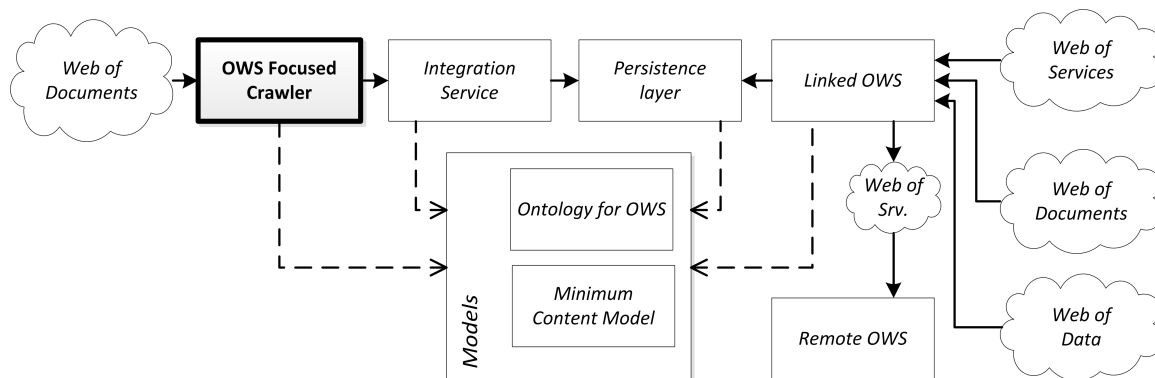 Web of
Documents
OWS Focused
Crawler
Integration
Service
Persistence
layer
Linked OWS
Web of
Services
Web of
Srv.
Web of
Documents
Models
Ontology for OWS
Minimum
Content Model
Remote OWS
Web of
Data